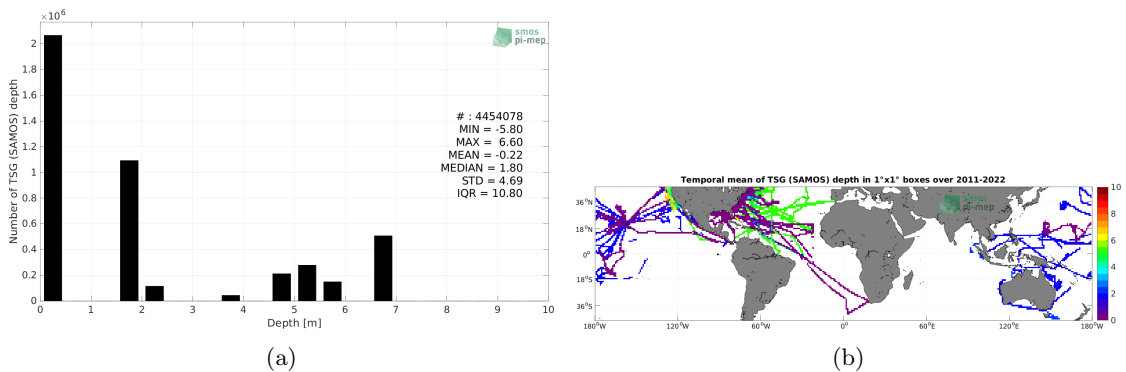 ×10⁶
2
1.8
1.6
1.4
1.2
1
0.8
0.6
0.4
0.2
0
Number of TSG (SAMOS) depth
0 1 2 3 4 5 6 7 8 9 10
Depth [m]
smos
pi-mep
# : 4454078
MIN = -5.80
MAX = 6.60
MEAN = -0.22
MEDIAN = 1.80
STD = 4.69
IQR = 10.80
(a)
Temporal mean of TSG (SAMOS) depth in 1°x1° boxes over 2011-2022
smos
pi-mep
36°N
18°N
0°
18°S
36°S
180°W 120°W 60°W 0° 60°E 120°E 180°W
10
8
6
4
2
0
(b)